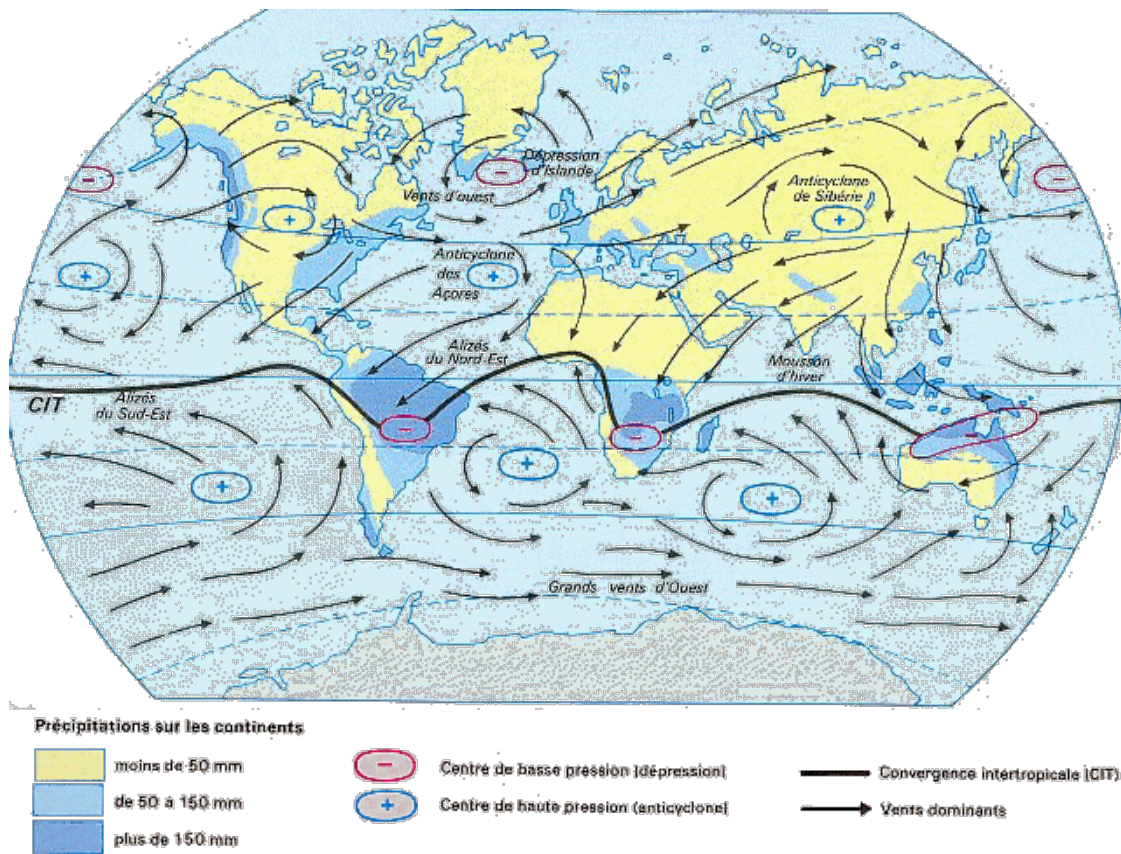 Dépression
d'Islande
Vents d'ouest
Anticyclone
de Sibérie
Anticyclone
des
Açores
Alizés
du Nord-Est
Mousson
d'hiver
CIT
Alizés
du Sud-Est
Grands vents d'Ouest
Précipitations sur les continents
moins de 50 mm
de 50 à 150 mm
plus de 150 mm
Centre de basse pression (dépression)
Centre de haute pression (anticyclone)
Convergence intertropicale (CIT)
Vents dominants